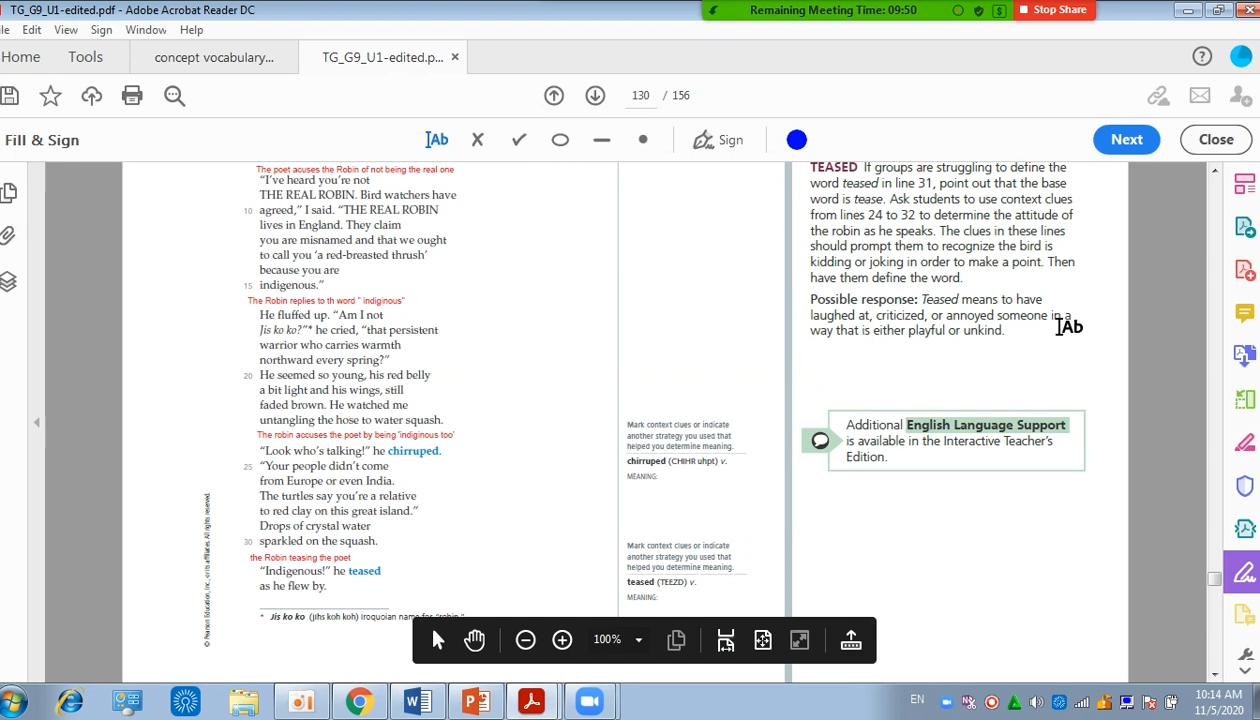 TG_G9_U1-edited.pdf - Adobe Acrobat Reader DC
Remaining Meeting Time: 09:50
$
Stop Share
ile Edit View Sign Window Help
Home Tools concept vocabulary... TG_G9_U1-edited.p... ×
130 / 156
Fill & Sign
Ab
Sign
Next
Close
The poet acuses the Robin of not being the real one
“I’ve heard you’re not
THE REAL ROBIN. Bird watchers have
10 agreed,” I said. “THE REAL ROBIN
lives in England. They claim
you are misnamed and that we ought
to call you ‘a red-breasted thrush’
because you are
15 indigenous.”
The Robin replies to th word " indiginous"
He fluffed up. “Am I not
Jis ko ko?”* he cried, “that persistent
warrior who carries warmth
northward every spring?”
20 He seemed so young, his red belly
a bit light and his wings, still
faded brown. He watched me
untangling the hose to water squash.
The robin accuses the poet by being 'indiginous too'
“Look who’s talking!” he chirruped.
25 “Your people didn’t come
from Europe or even India.
The turtles say you’re a relative
to red clay on this great island.”
Drops of crystal water
30 sparkled on the squash.
the Robin teasing the poet
“Indigenous!” he teased
as he flew by.
* Jis ko ko (jihs koh koh) Iroquoian name for “robin.”
© Pearson Education, Inc., or its affiliates. All rights reserved.
Mark context clues or indicate
another strategy you used that
helped you determine meaning.
chirruped (CHIHR uhpt) v.
MEANING:
Mark context clues or indicate
another strategy you used that
helped you determine meaning.
teased (TEEZD) v.
MEANING:
TEASED If groups are struggling to define the
word teased in line 31, point out that the base
word is tease. Ask students to use context clues
from lines 24 to 32 to determine the attitude of
the robin as he speaks. The clues in these lines
should prompt them to recognize the bird is
kidding or joking in order to make a point. Then
have them define the word.
Possible response: Teased means to have
laughed at, criticized, or annoyed someone in a
way that is either playful or unkind.
Ab
Additional English Language Support
is available in the Interactive Teacher’s
Edition.
100%
EN
10:14 AM
11/5/2020